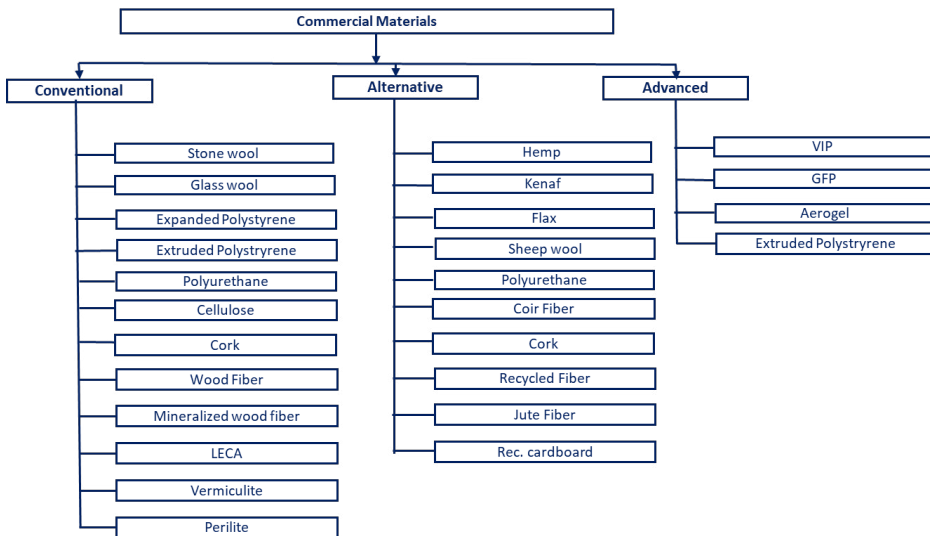 Commercial Materials
Conventional
Alternative
Advanced
Stone wool
Glass wool
Expanded Polystyrene
Extruded Polystryrene
Polyurethane
Cellulose
Cork
Wood Fiber
Mineralized wood fiber
LECA
Vermiculite
Perilite
Hemp
Kenaf
Flax
Sheep wool
Polyurethane
Coir Fiber
Cork
Recycled Fiber
Jute Fiber
Rec. cardboard
VIP
GFP
Aerogel
Extruded Polystryrene